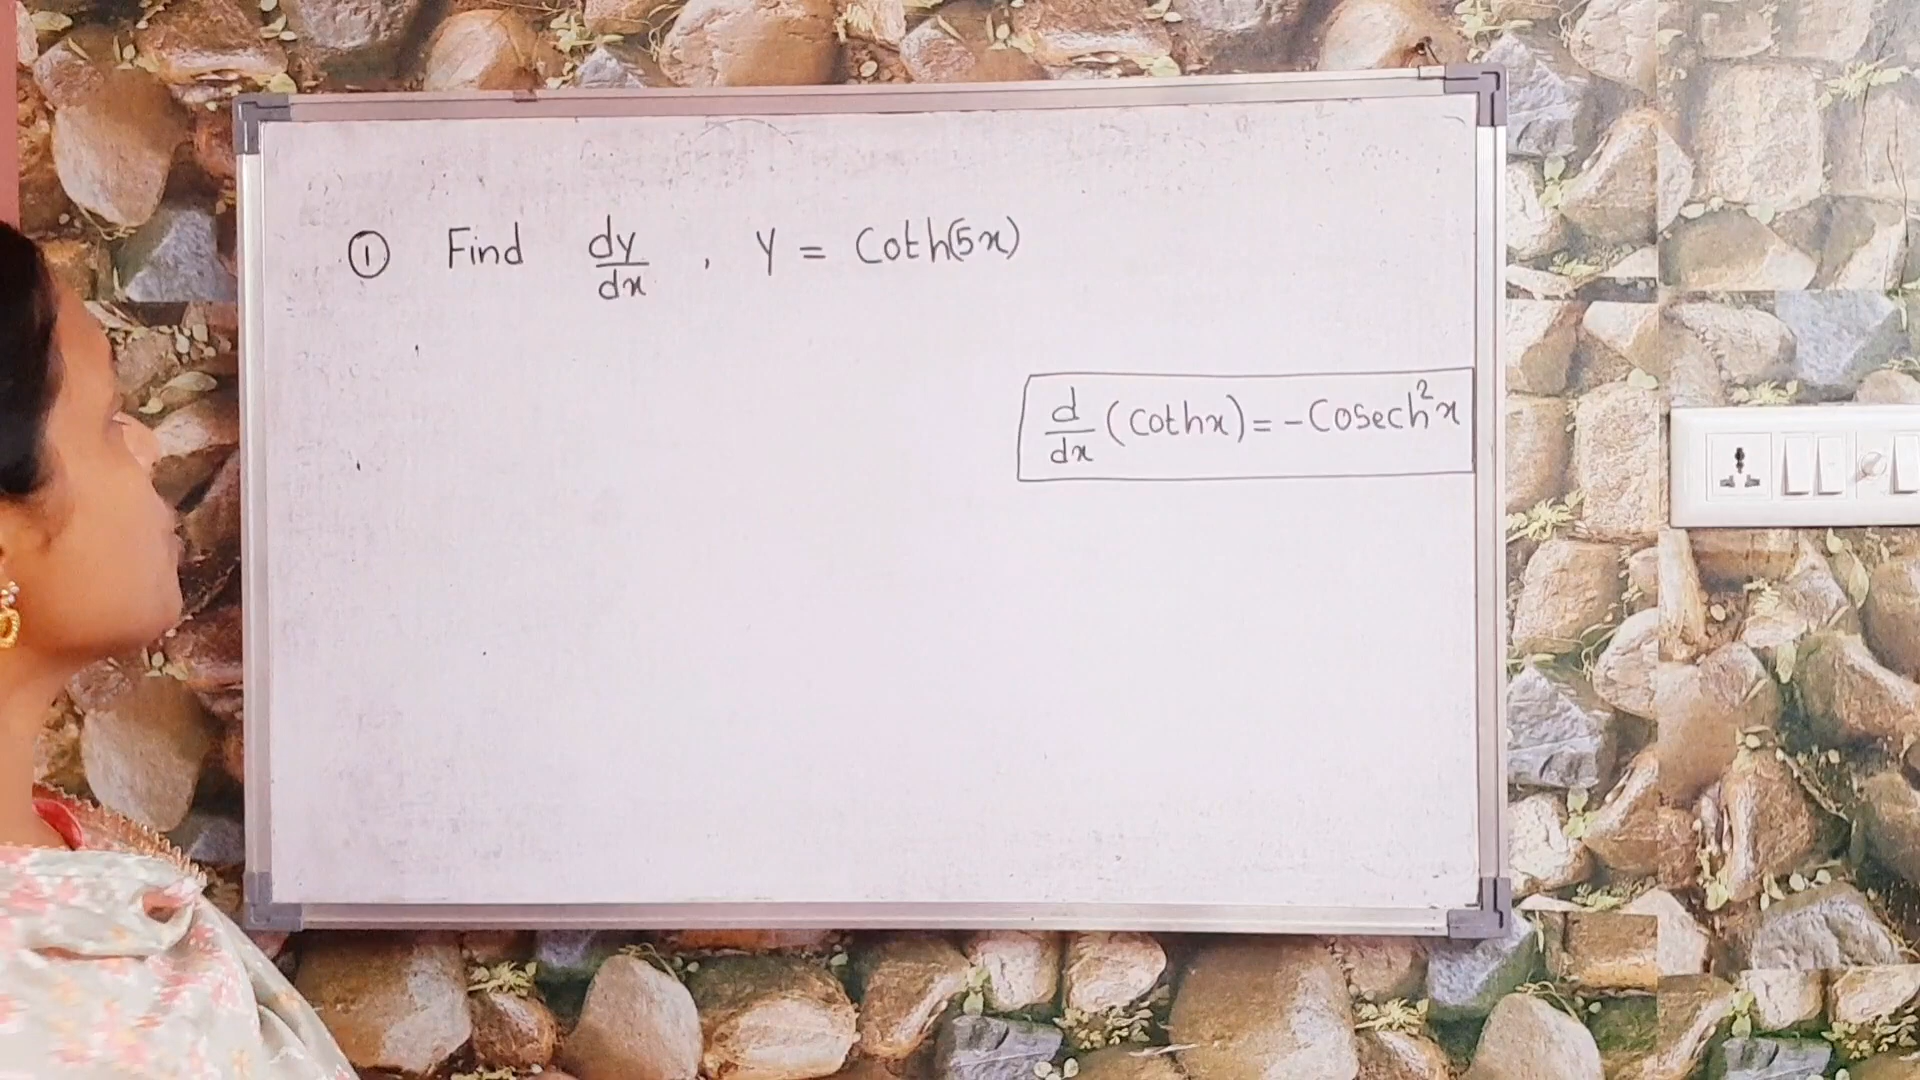 ① Find dy/dx , y = Coth(5x)
d/dx (Cothx) = -Cosech²x